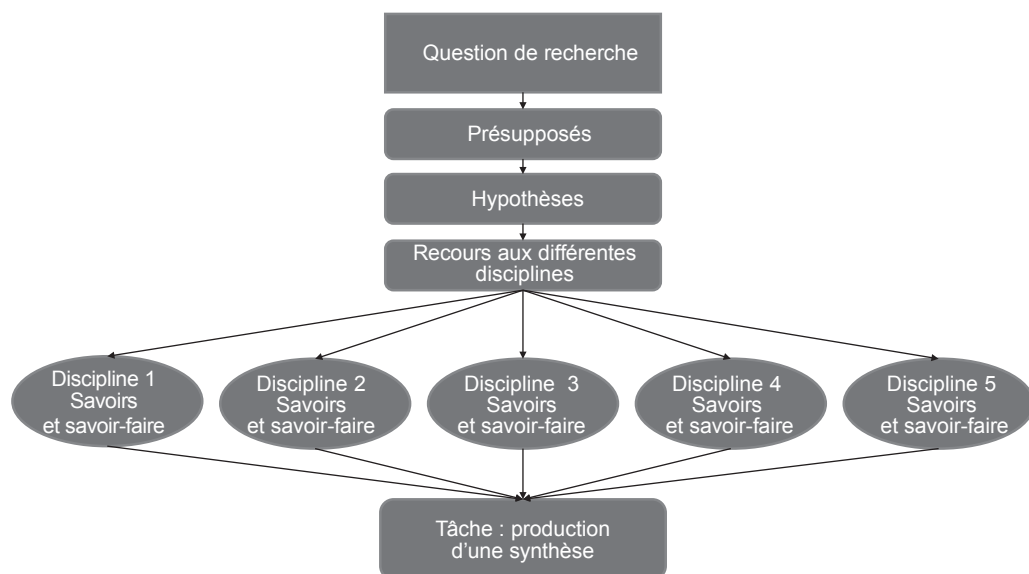 Question de recherche
Présupposés
Hypothèses
Recours aux différentes
disciplines
Discipline 1
Savoirs
et savoir-faire
Discipline 2
Savoirs
et savoir-faire
Discipline 3
Savoirs
et savoir-faire
Discipline 4
Savoirs
et savoir-faire
Discipline 5
Savoirs
et savoir-faire
Tâche : production
d’une synthèse